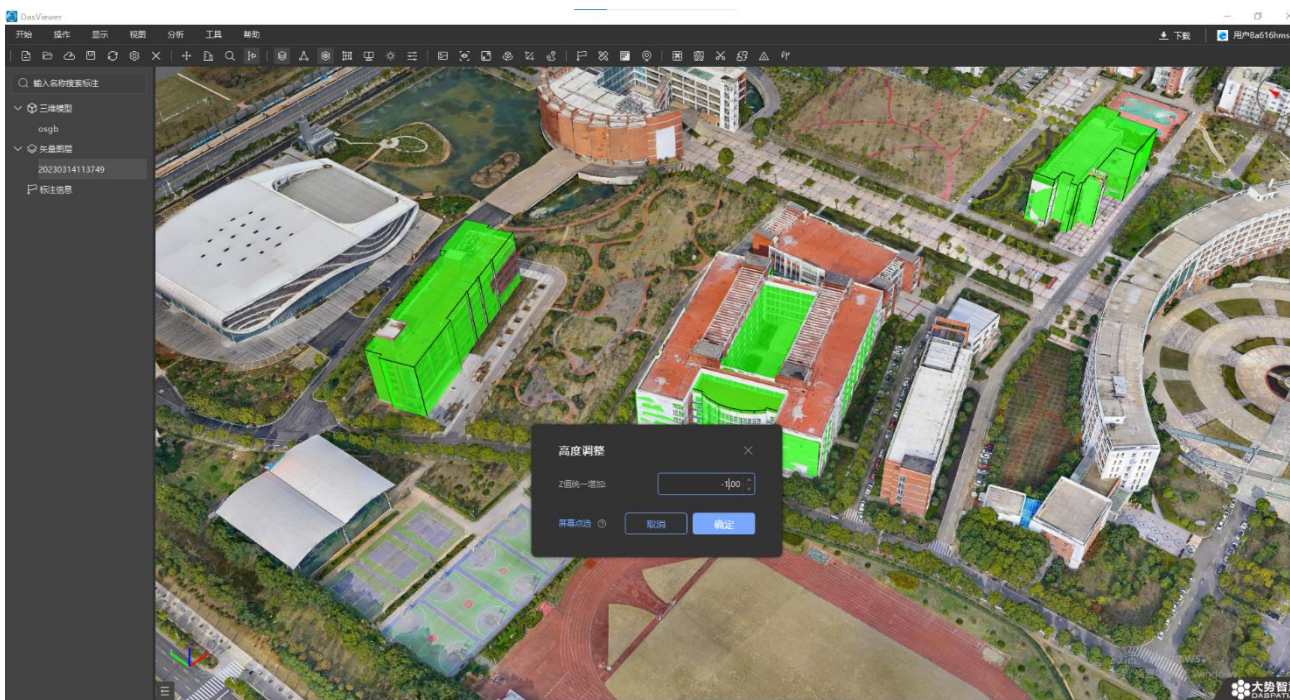 DasViewer
开始 操作 显示 视图 分析 工具 帮助
下载 用户8a616hms
输入名称搜索标注
三维模型
osgb
矢量图层
20230314113749
标注信息
高度调整
Z值统一增加:
-1.00
屏幕点选 取消 确定
大势智